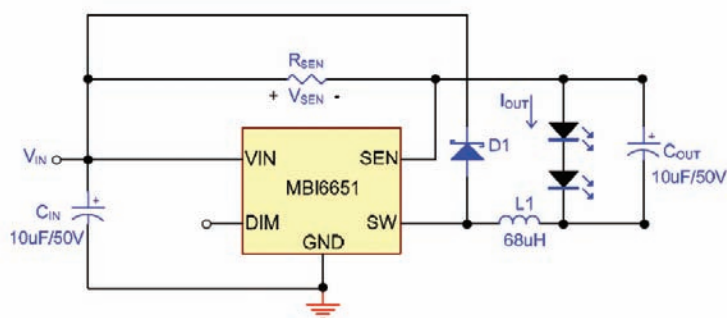 RSEN
+ VSEN -
IOUT
VIN
VIN
SEN
D1
COUT
10uF/50V
MBI6651
CIN
10uF/50V
DIM
SW
L1
68uH
GND